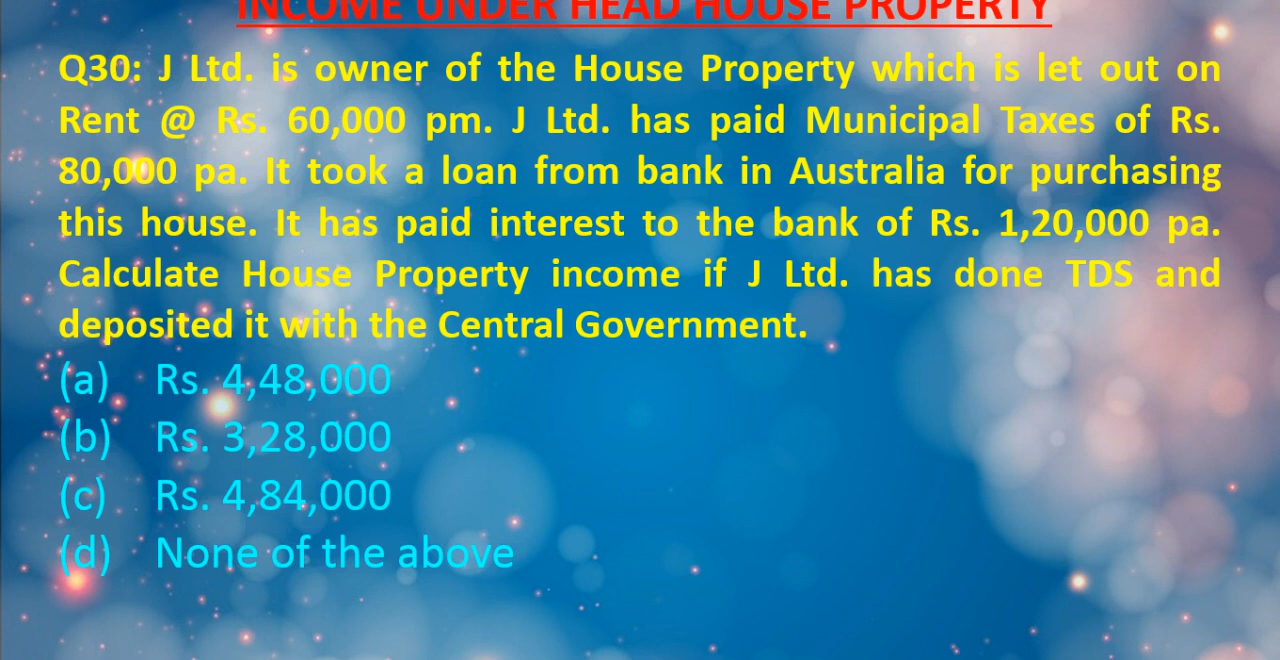 INCOME UNDER HEAD HOUSE PROPERTY
Q30: J Ltd. is owner of the House Property which is let out on
Rent @ Rs. 60,000 pm. J Ltd. has paid Municipal Taxes of Rs.
80,000 pa. It took a loan from bank in Australia for purchasing
this house. It has paid interest to the bank of Rs. 1,20,000 pa.
Calculate House Property income if J Ltd. has done TDS and
deposited it with the Central Government.
(a) Rs. 4,48,000
(b) Rs. 3,28,000
(c) Rs. 4,84,000
(d) None of the above